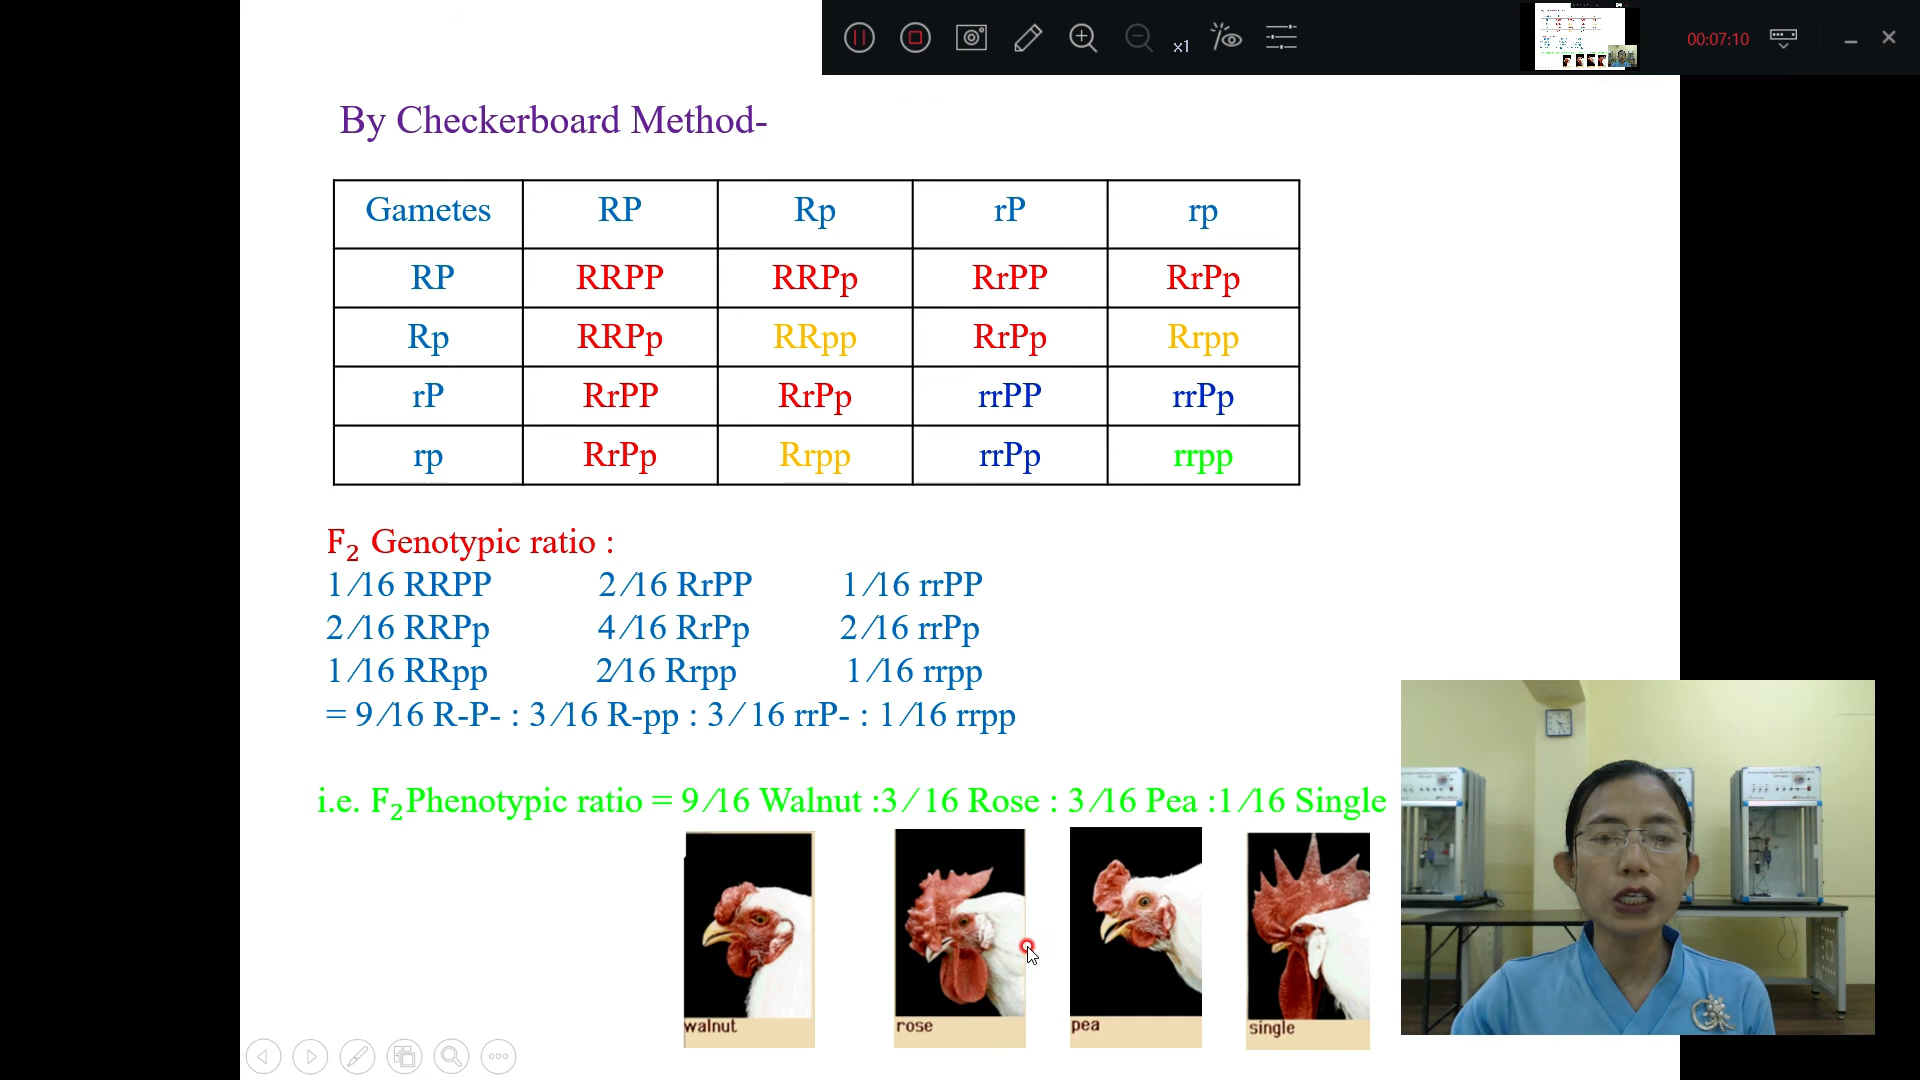 x1
00:07:10
By Checkerboard Method-
Gametes RP Rp rP rp
RP RRPP RRPp RrPP RrPp
Rp RRPp RRpp RrPp Rrpp
rP RrPP RrPp rrPP rrPp
rp RrPp Rrpp rrPp rrpp
F₂ Genotypic ratio :
1 ⁄16 RRPP 2 ⁄16 RrPP 1 ⁄16 rrPP
2 ⁄16 RRPp 4 ⁄16 RrPp 2 ⁄16 rrPp
1 ⁄16 RRpp 2⁄16 Rrpp 1 ⁄16 rrpp
= 9 ⁄16 R-P- : 3 ⁄16 R-pp : 3 ⁄ 16 rrP- : 1 ⁄16 rrpp
i.e. F₂Phenotypic ratio = 9 ⁄16 Walnut :3 ⁄ 16 Rose : 3 ⁄16 Pea :1 ⁄16 Single
walnut rose pea single